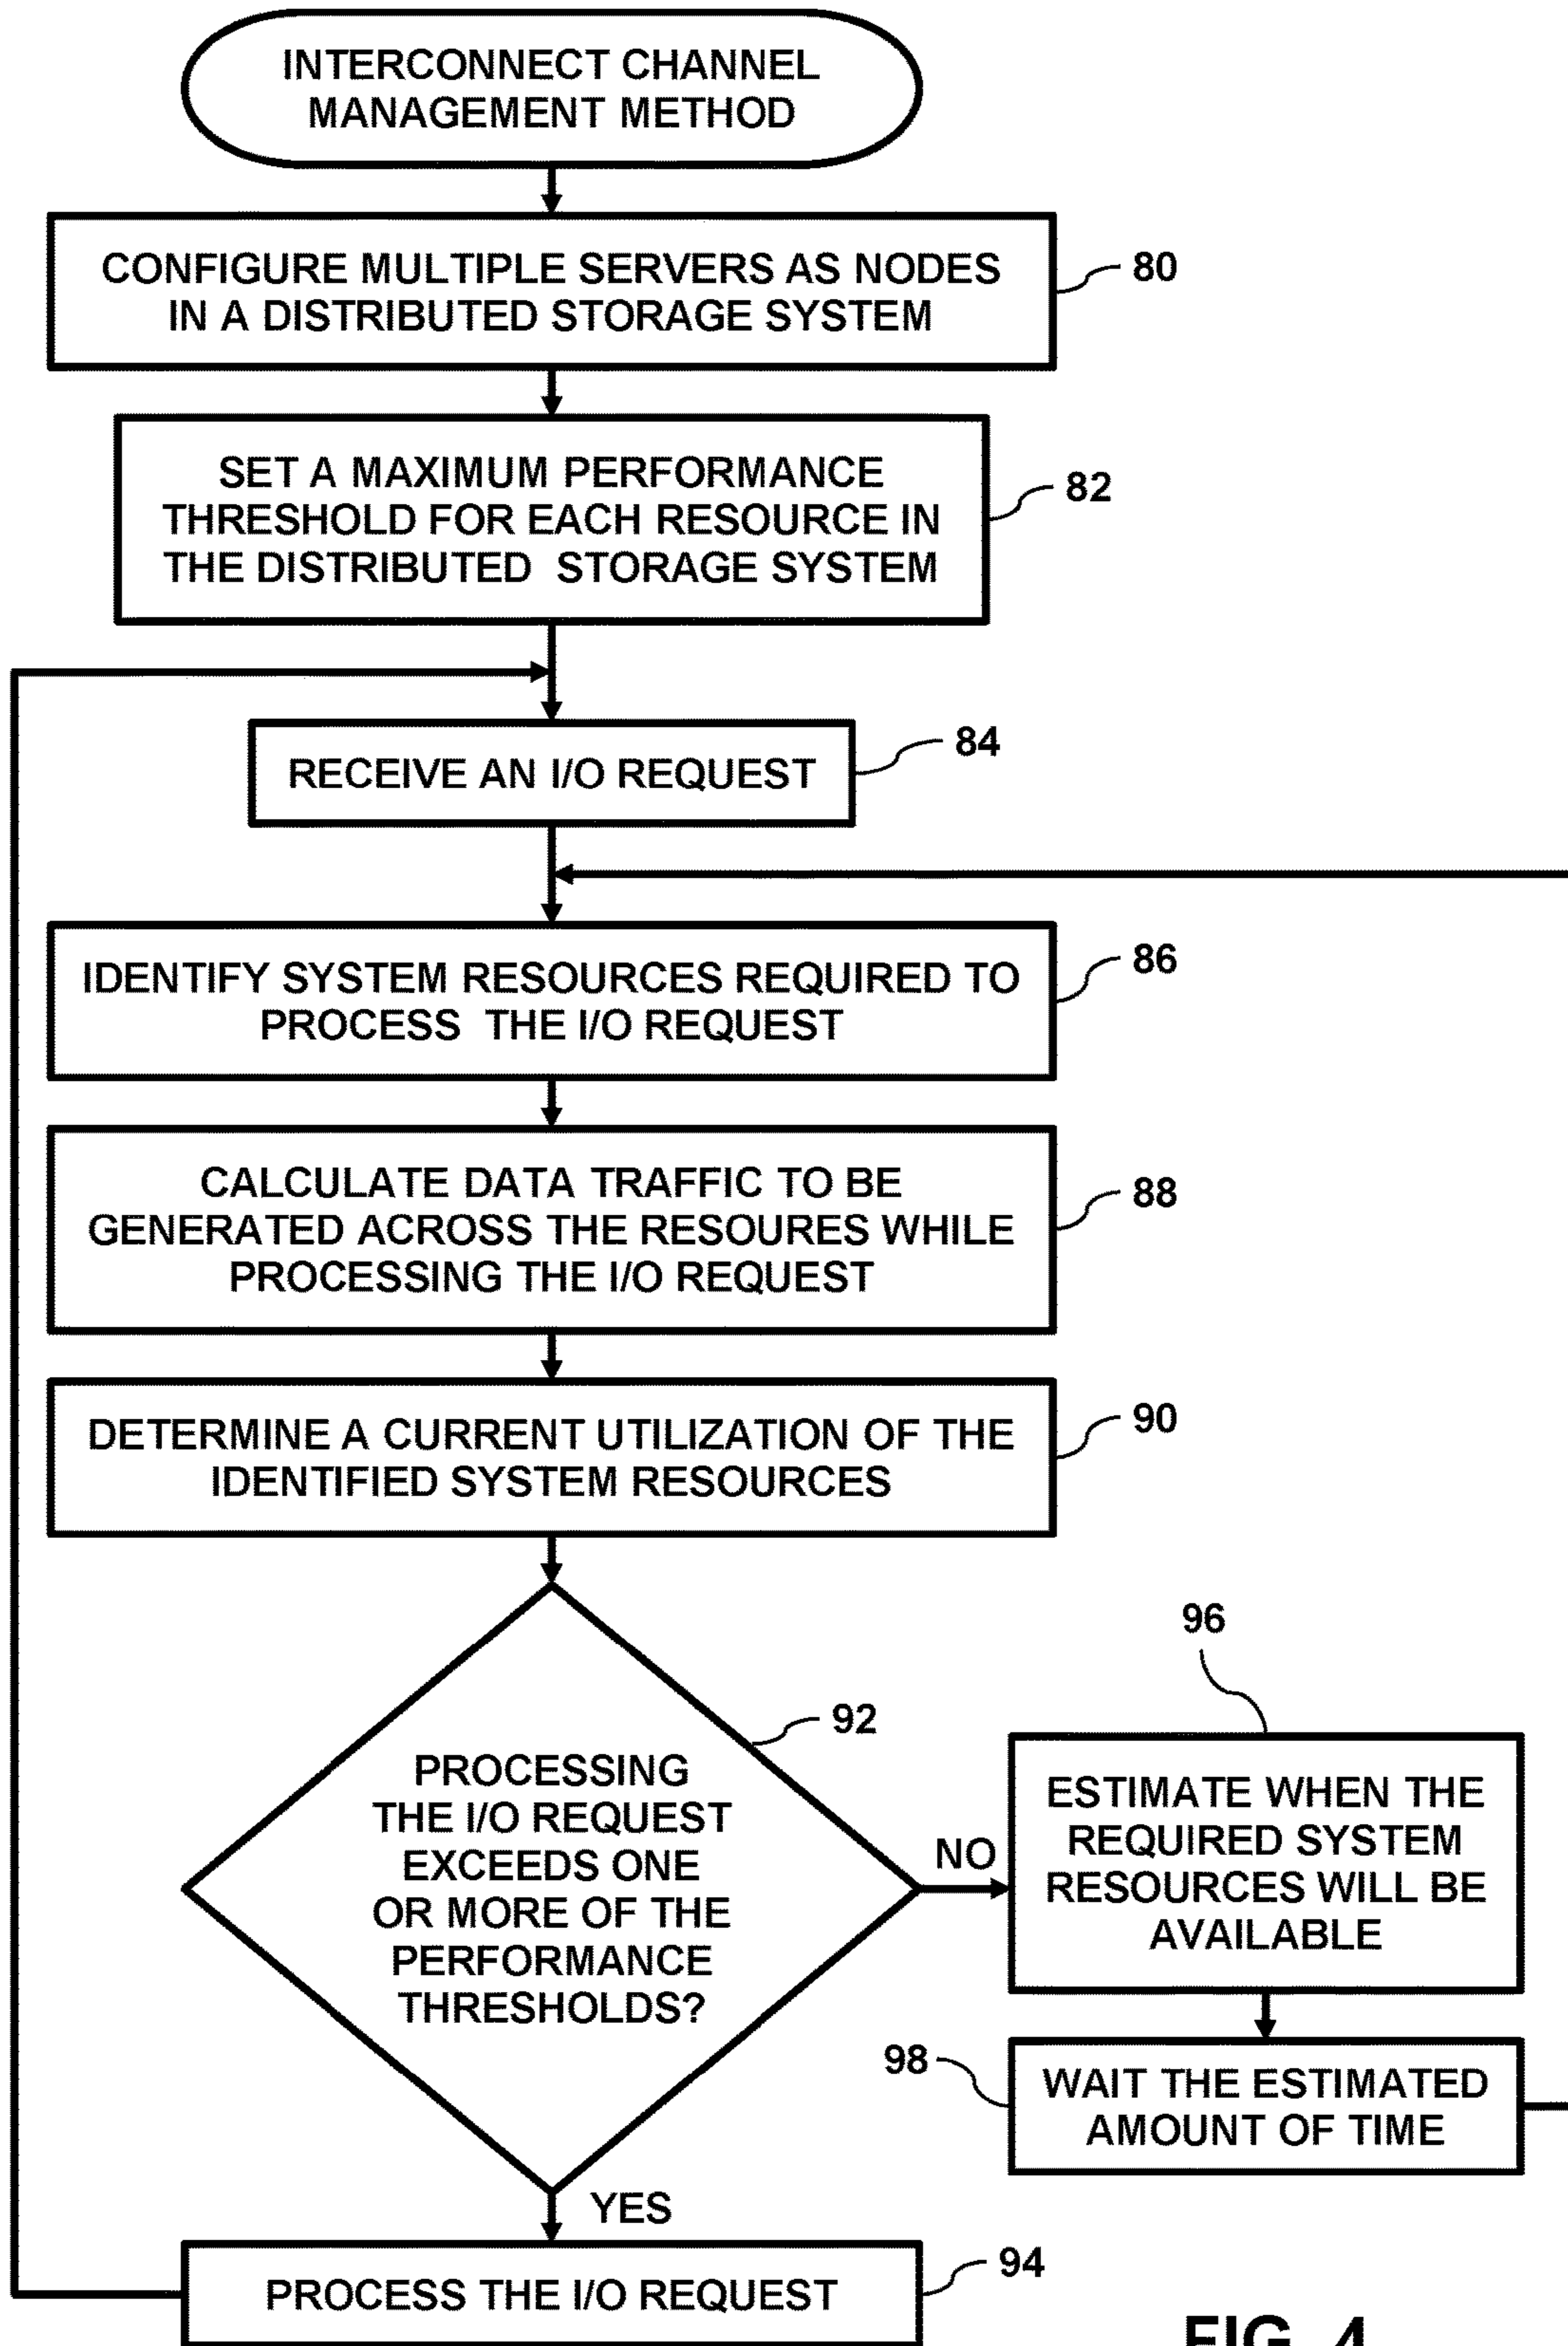 INTERCONNECT CHANNEL
MANAGEMENT METHOD
CONFIGURE MULTIPLE SERVERS AS NODES
IN A DISTRIBUTED STORAGE SYSTEM
80
SET A MAXIMUM PERFORMANCE
THRESHOLD FOR EACH RESOURCE IN
THE DISTRIBUTED STORAGE SYSTEM
82
RECEIVE AN I/O REQUEST
84
IDENTIFY SYSTEM RESOURCES REQUIRED TO
PROCESS THE I/O REQUEST
86
CALCULATE DATA TRAFFIC TO BE
GENERATED ACROSS THE RESOURES WHILE
PROCESSING THE I/O REQUEST
88
DETERMINE A CURRENT UTILIZATION OF THE
IDENTIFIED SYSTEM RESOURCES
90
PROCESSING
THE I/O REQUEST
EXCEEDS ONE
OR MORE OF THE
PERFORMANCE
THRESHOLDS?
92
NO
96
ESTIMATE WHEN THE
REQUIRED SYSTEM
RESOURCES WILL BE
AVAILABLE
98
WAIT THE ESTIMATED
AMOUNT OF TIME
YES
PROCESS THE I/O REQUEST
94
FIG. 4